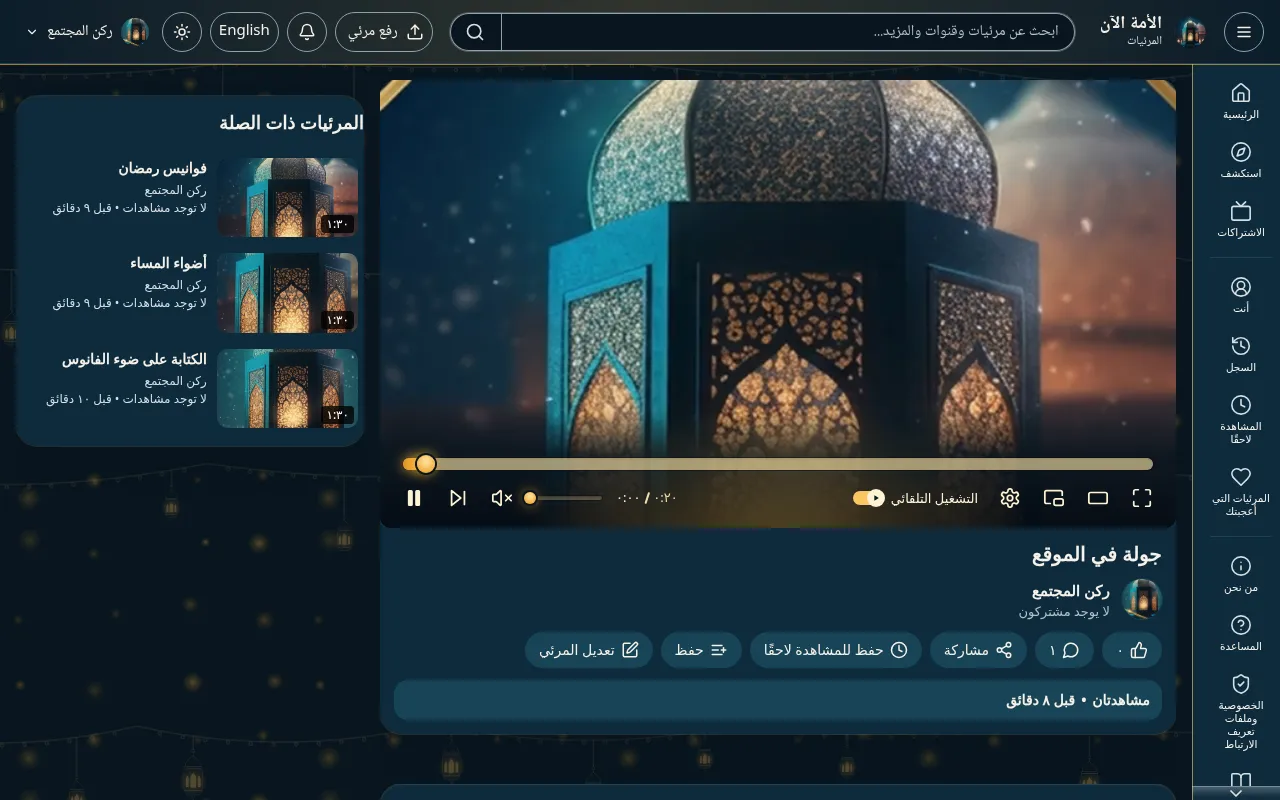 الأمة الآن
المرئيات
ابحث عن مرئيات وقنوات والمزيد...
رفع مرئي
English
ركن المجتمع
الرئيسية
استكشف
الاشتراكات
أنت
السجل
المشاهدة
لاحقًا
المرئيات التي
أعجبتك
من نحن
المساعدة
الخصوصية
وملفات
تعريف
الارتباط
التشغيل التلقائي
٠:٠٠ / ٠:٢٠
جولة في الموقع
ركن المجتمع
لا يوجد مشتركون
٠
١
مشاركة
حفظ للمشاهدة لاحقًا
حفظ
تعديل المرئي
مشاهدتان • قبل ٨ دقائق
المرئيات ذات الصلة
فوانيس رمضان
ركن المجتمع
لا توجد مشاهدات • قبل ٩ دقائق
١:٣٠
أضواء المساء
ركن المجتمع
لا توجد مشاهدات • قبل ٩ دقائق
١:٣٠
الكتابة على ضوء الفانوس
ركن المجتمع
لا توجد مشاهدات • قبل ١٠ دقائق
١:٣٠